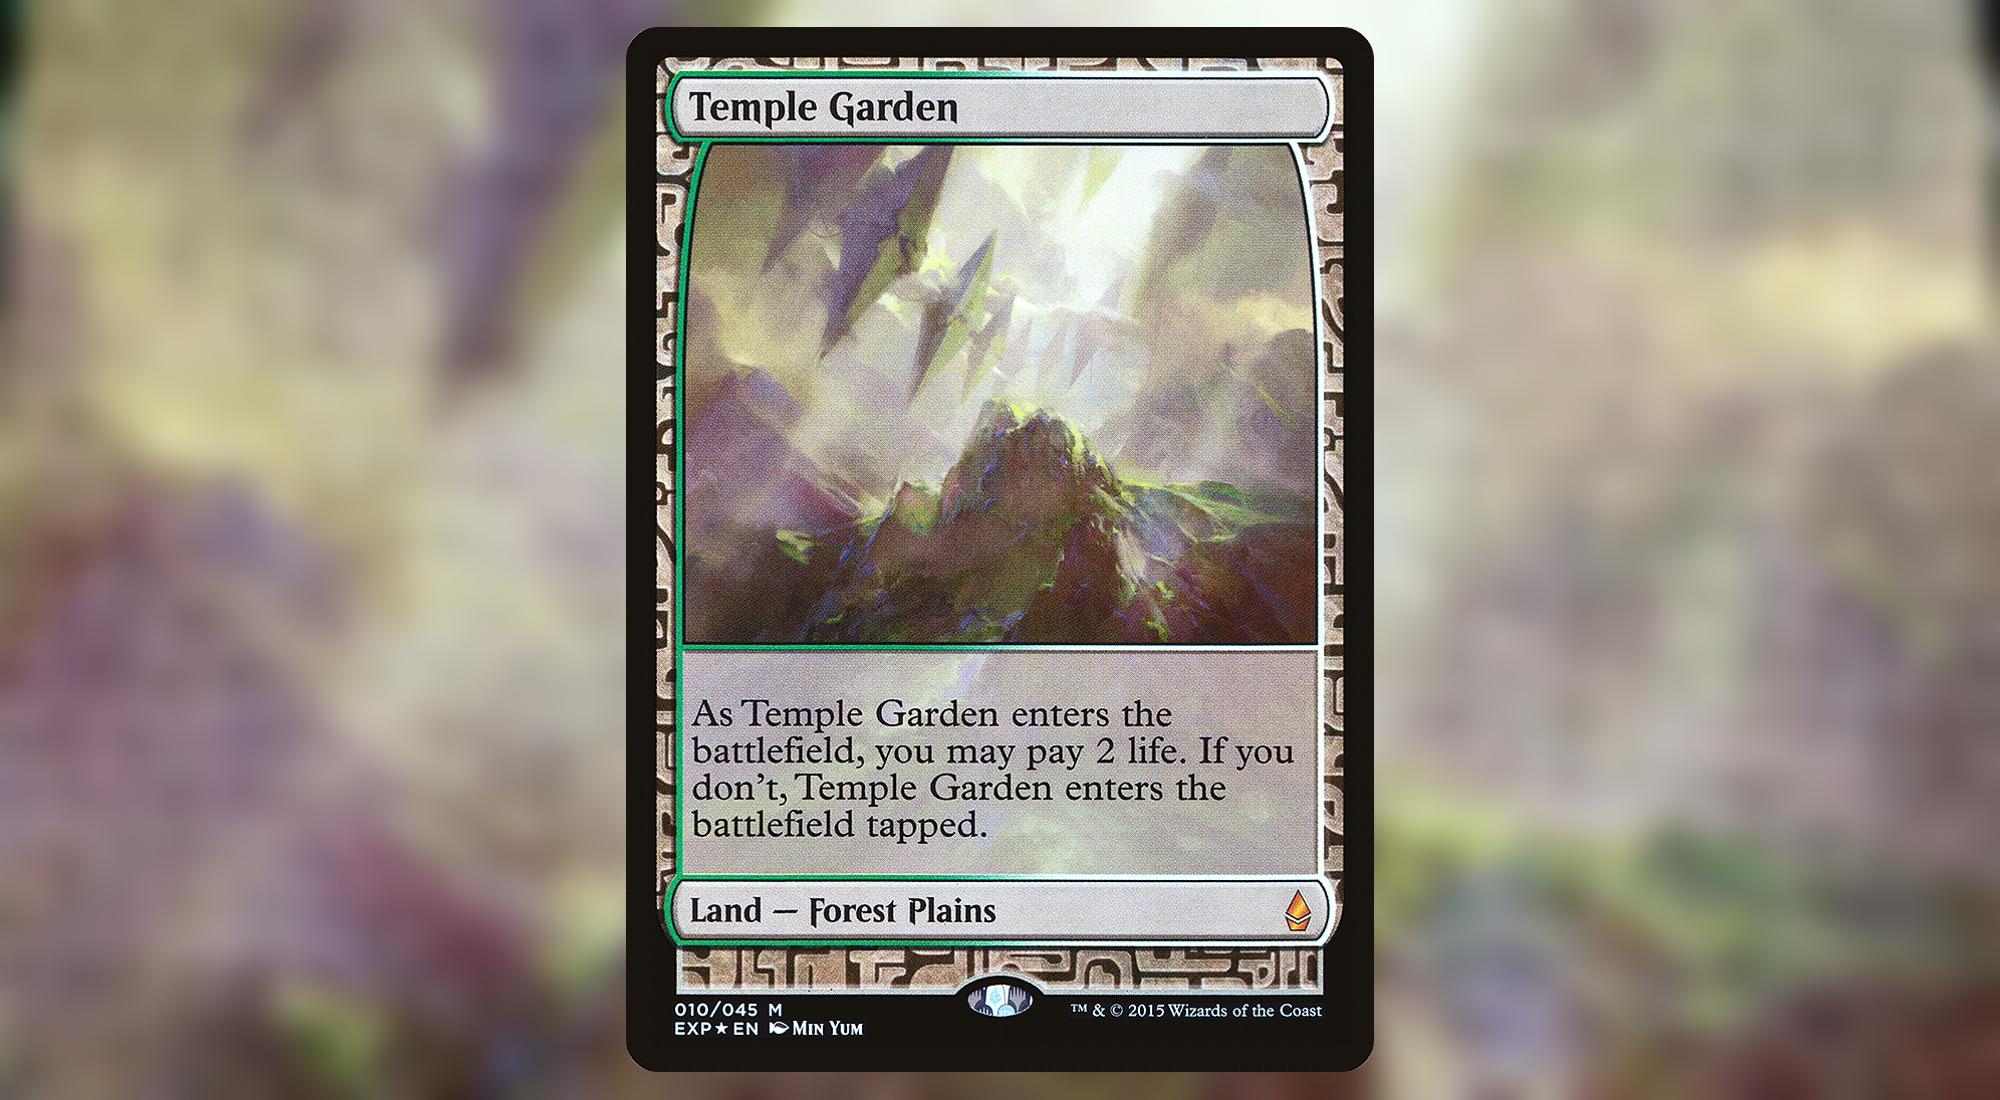 Temple Garden
As Temple Garden enters the
battlefield, you may pay 2 life. If you
don't, Temple Garden enters the
battlefield tapped.
Land — Forest Plains
010/045 M
EXP★EN Min Yum
™ & © 2015 Wizards of the Coast